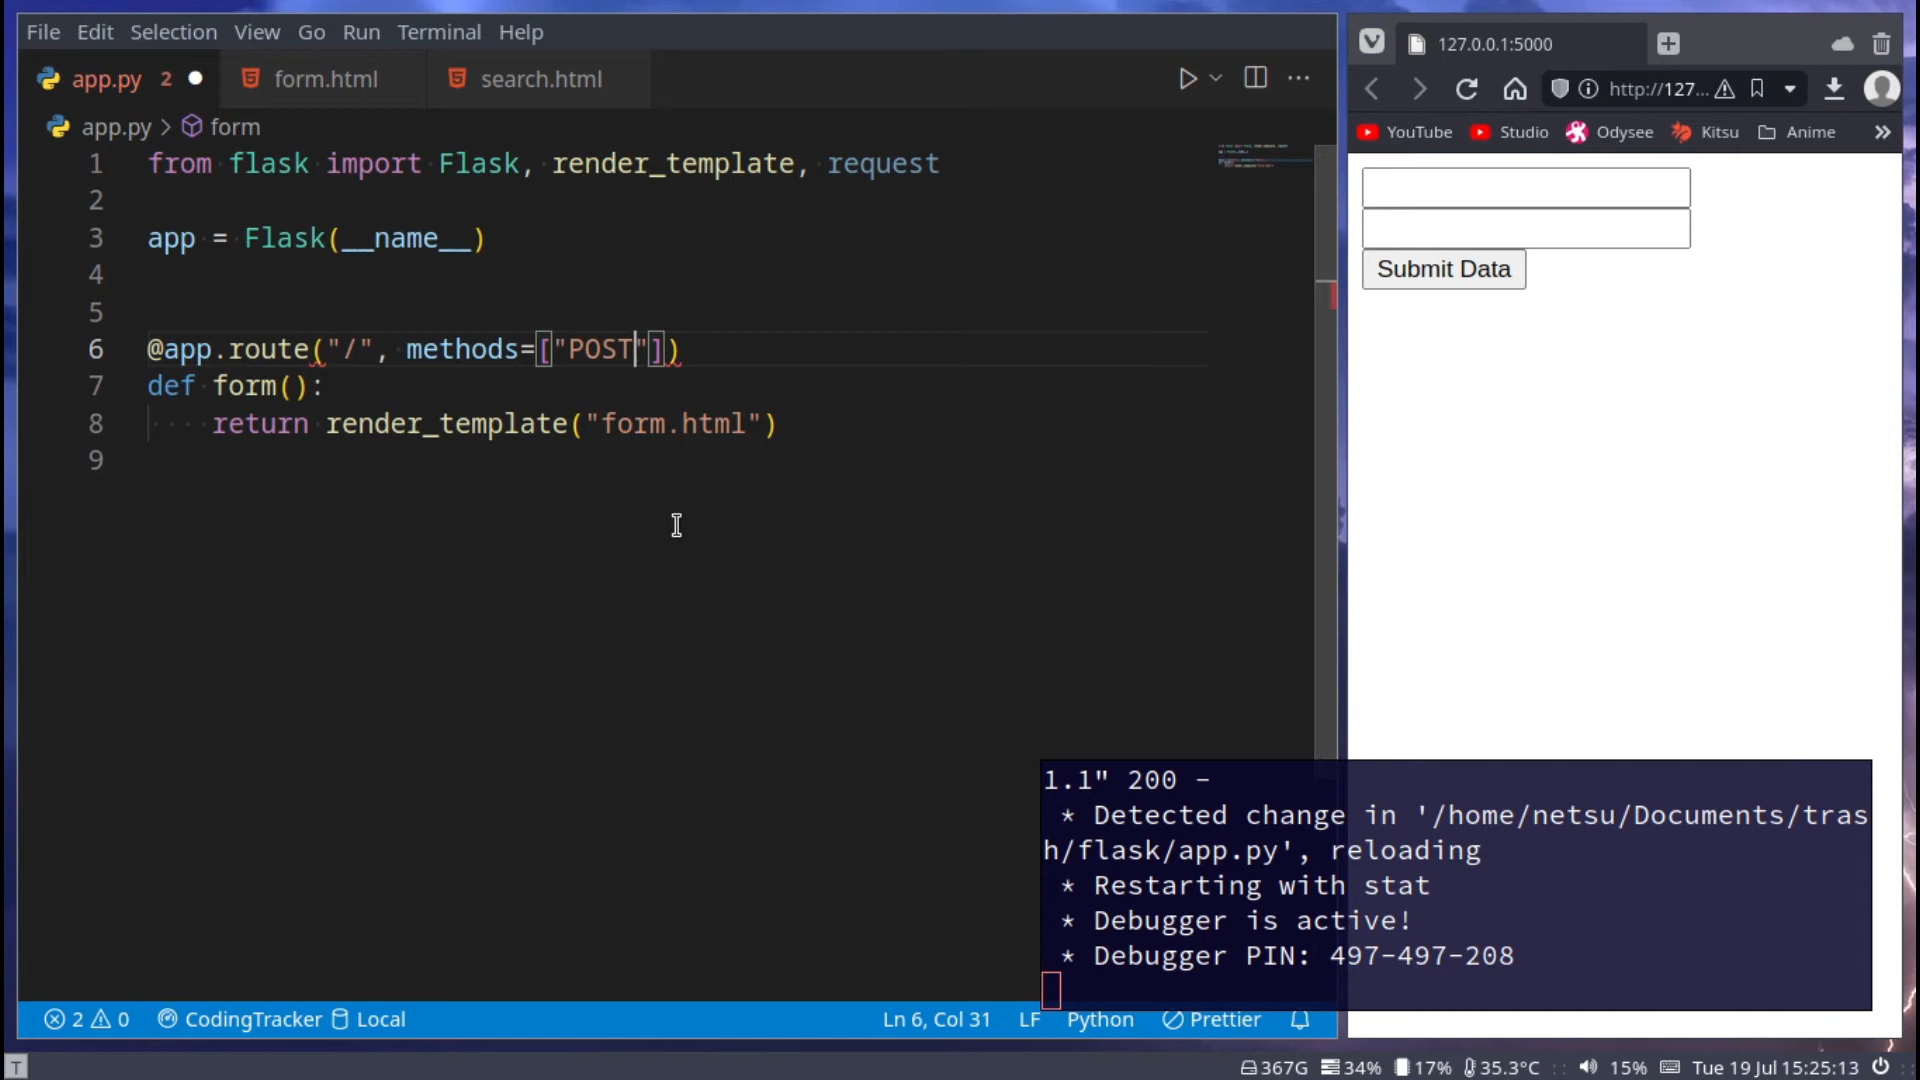 File Edit Selection View Go Run Terminal Help
app.py 2 form.html search.html
app.py > form
1 from flask import Flask, render_template, request
2
3 app = Flask(__name__)
4
5
6 @app.route("/", methods=["POST"])
7 def form():
8 return render_template("form.html")
9
2 0 CodingTracker Local Ln 6, Col 31 LF Python Prettier
127.0.0.1:5000
http://127...
YouTube Studio Odysee Kitsu Anime
Submit Data
1.1" 200 -
* Detected change in '/home/netsu/Documents/tras
h/flask/app.py', reloading
* Restarting with stat
* Debugger is active!
* Debugger PIN: 497-497-208
T 367G 34% 17% 35.3°C 15% Tue 19 Jul 15:25:13